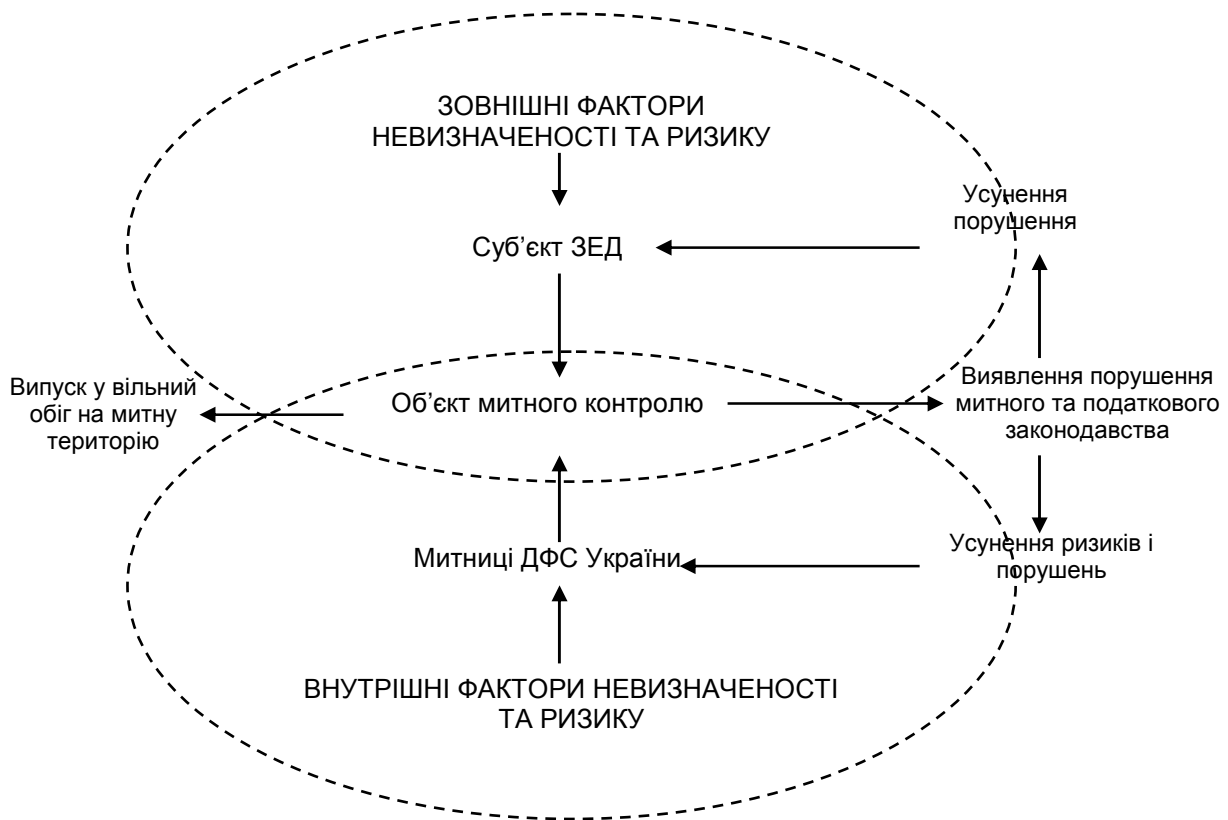 ЗОВНІШНІ ФАКТОРИ
НЕВИЗНАЧЕНОСТІ ТА РИЗИКУ
Усунення
порушення
Суб’єкт ЗЕД
Випуск у вільний
обіг на митну
територію
Об’єкт митного контролю
Виявлення порушення
митного та податкового
законодавства
Митниці ДФС України
Усунення ризиків і
порушень
ВНУТРІШНІ ФАКТОРИ НЕВИЗНАЧЕНОСТІ
ТА РИЗИКУ